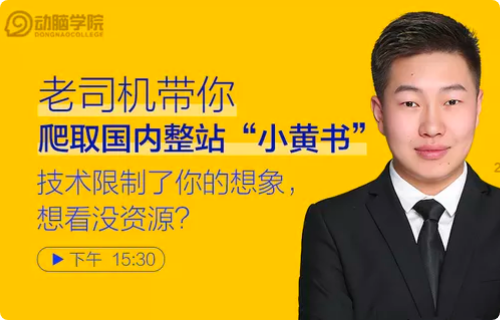 动脑学院
DONGNAOCOLLEGE
老司机带你
爬取国内整站“小黄书”
技术限制了你的想象，
想看没资源？
下午 15:30